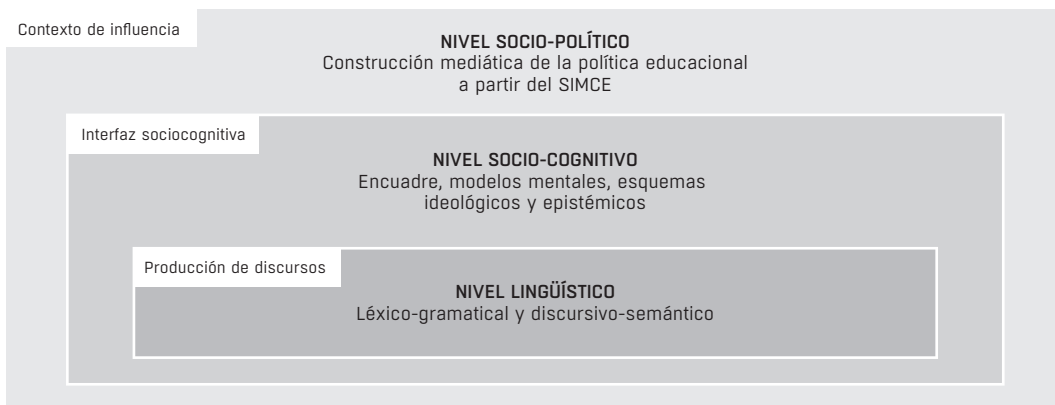 Contexto de influencia
NIVEL SOCIO-POLÍTICO
Construcción mediática de la política educacional
a partir del SIMCE
Interfaz sociocognitiva
NIVEL SOCIO-COGNITIVO
Encuadre, modelos mentales, esquemas
ideológicos y epistémicos
Producción de discursos
NIVEL LINGÜÍSTICO
Léxico-gramatical y discursivo-semántico